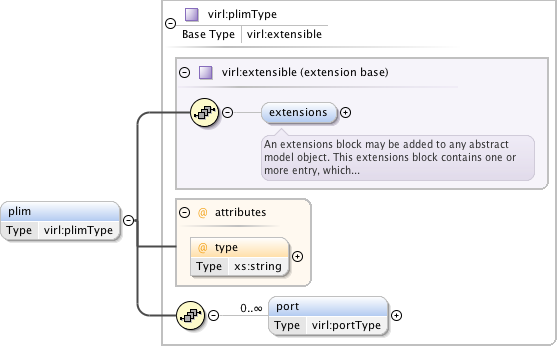 virl:plimType
Base Type virl:extensible
virl:extensible (extension base)
extensions
An extensions block may be added to any abstract
model object. This extensions block contains one or
more entry, which...
plim
Type virl:plimType
@ attributes
@ type
Type xs:string
0..∞
port
Type virl:portType